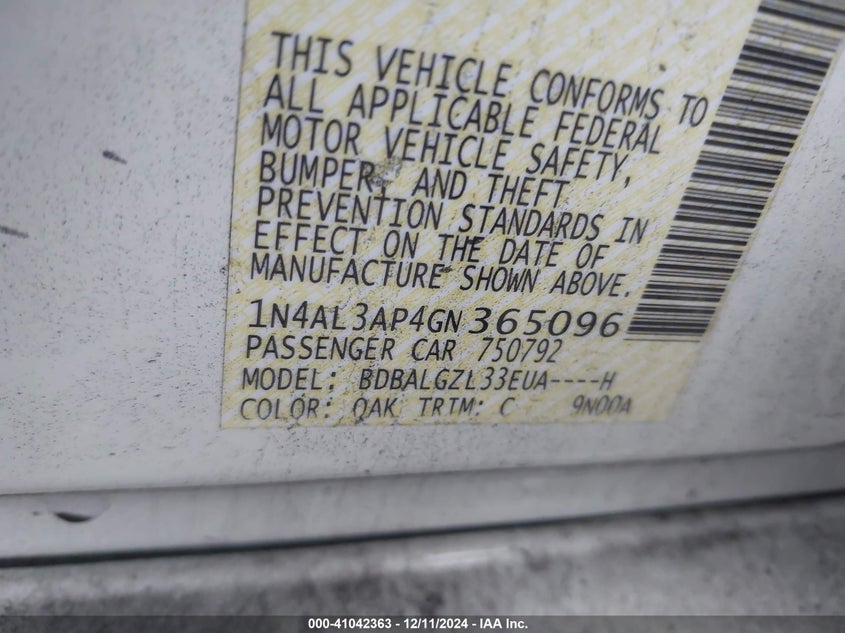 THIS VEHICLE CONFORMS TO
ALL APPLICABLE FEDERAL
MOTOR VEHICLE SAFETY,
BUMPER, AND THEFT
PREVENTION STANDARDS IN
EFFECT ON THE DATE OF
MANUFACTURE SHOWN ABOVE.
1N4AL3AP4GN365096
PASSENGER CAR 750792
MODEL: BDBALGZL33EUA----H
COLOR: QAK TRIM: C 9N00A
000-41042363 - 12/11/2024 - IAA Inc.